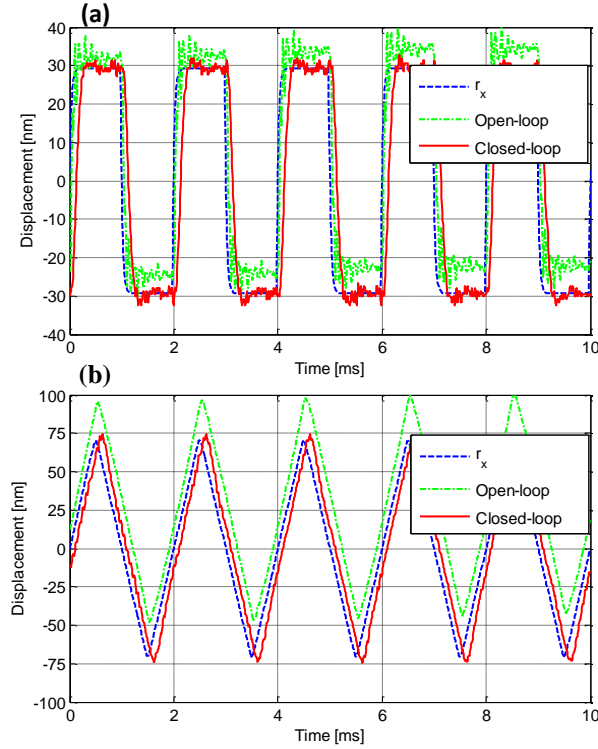 (a)
40
30
20
10
0
-10
-20
-30
-40
Displacement [nm]
r_x
Open-loop
Closed-loop
0 2 4 6 8 10
Time [ms]
(b)
100
75
50
25
0
-25
-50
-75
-100
Displacement [nm]
r_x
Open-loop
Closed-loop
0 2 4 6 8 10
Time [ms]